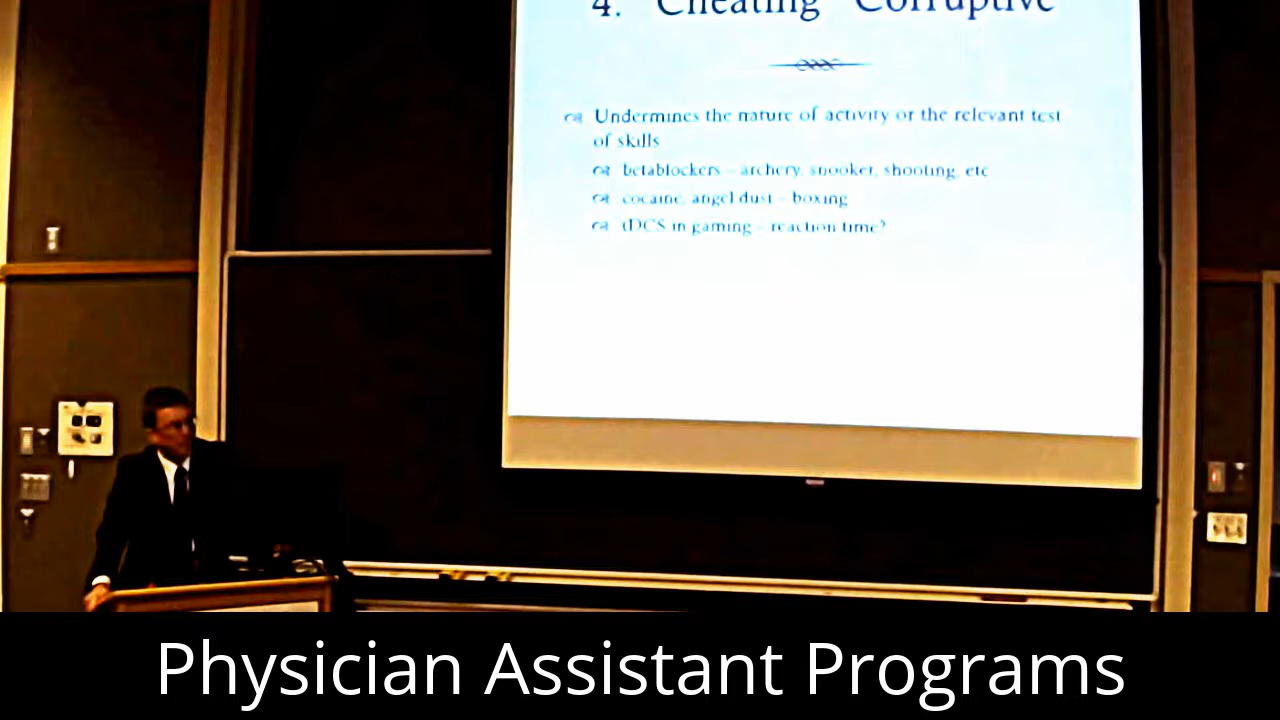 4. Cheating Corruptive
Undermines the nature of activity or the relevant test
of skills
betablockers – archery, snooker, shooting, etc
cocaine, angel dust – boxing
tDCS in gaming – reaction time?
Physician Assistant Programs